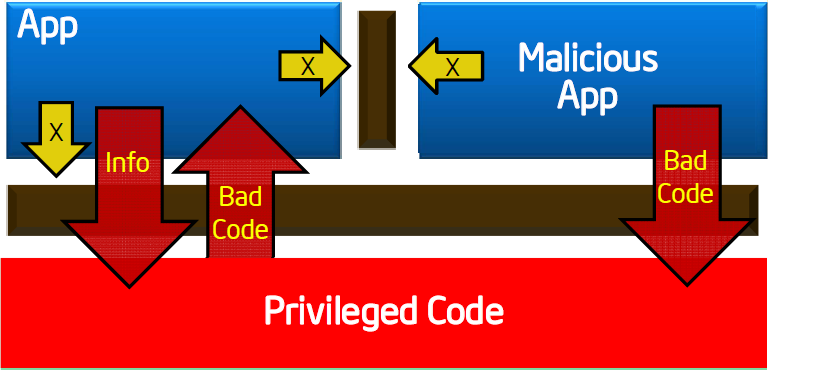 App
X
X
Malicious
App
X
Info
Bad
Code
Bad
Code
Privileged Code